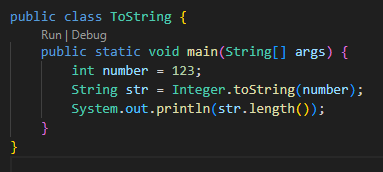 public class ToString {
Run | Debug
public static void main(String[] args) {
int number = 123;
String str = Integer.toString(number);
System.out.println(str.length());
}
}